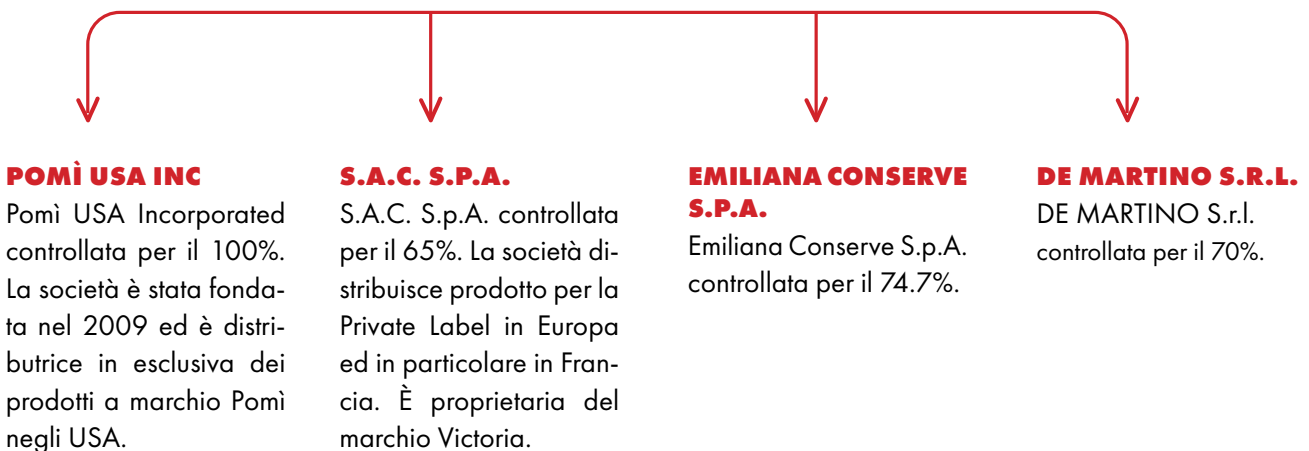 POMÌ USA INC
Pomì USA Incorporated
controllata per il 100%.
La società è stata fonda-
ta nel 2009 ed è distri-
butrice in esclusiva dei
prodotti a marchio Pomì
negli USA.
S.A.C. S.P.A.
S.A.C. S.p.A. controllata
per il 65%. La società di-
stribuisce prodotto per la
Private Label in Europa
ed in particolare in Fran-
cia. È proprietaria del
marchio Victoria.
EMILIANA CONSERVE
S.P.A.
Emiliana Conserve S.p.A.
controllata per il 74.7%.
DE MARTINO S.R.L.
DE MARTINO S.r.l.
controllata per il 70%.